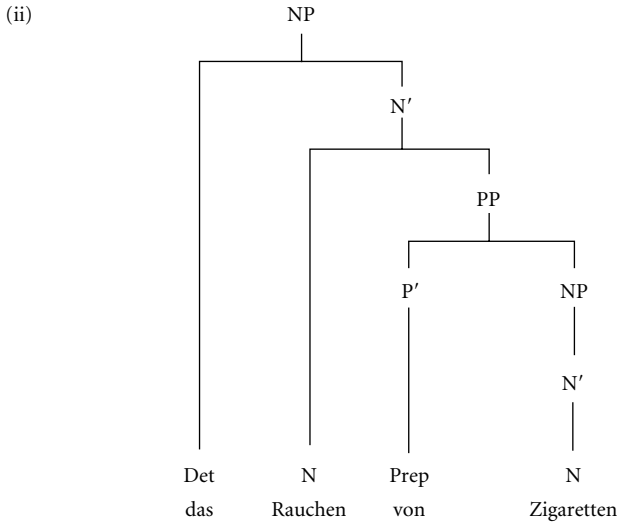 (ii) NP
N′
PP
P′ NP
N′
Det N Prep N
das Rauchen von Zigaretten